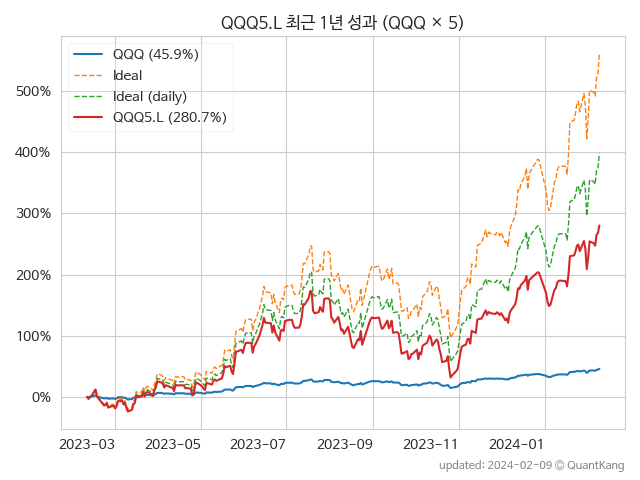 QQQ5.L 최근 1년 성과 (QQQ × 5)
QQQ (45.9%)
Ideal
Ideal (daily)
QQQ5.L (280.7%)
500%
400%
300%
200%
100%
0%
2023-03 2023-05 2023-07 2023-09 2023-11 2024-01
updated: 2024-02-09 © QuantKang